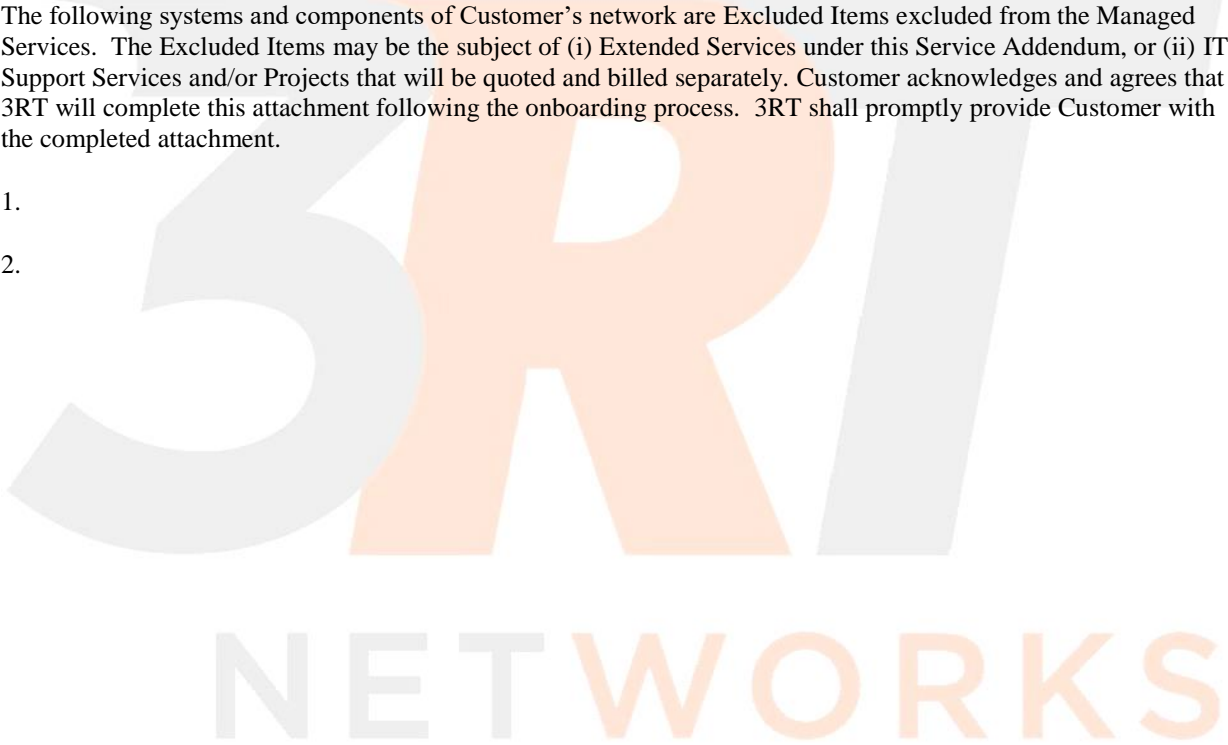 The following systems and components of Customer’s network are Excluded Items excluded from the Managed
Services.  The Excluded Items may be the subject of (i) Extended Services under this Service Addendum, or (ii) IT
Support Services and/or Projects that will be quoted and billed separately. Customer acknowledges and agrees that
3RT will complete this attachment following the onboarding process.  3RT shall promptly provide Customer with
the completed attachment.
1.
2.
3RT
NETWORKS